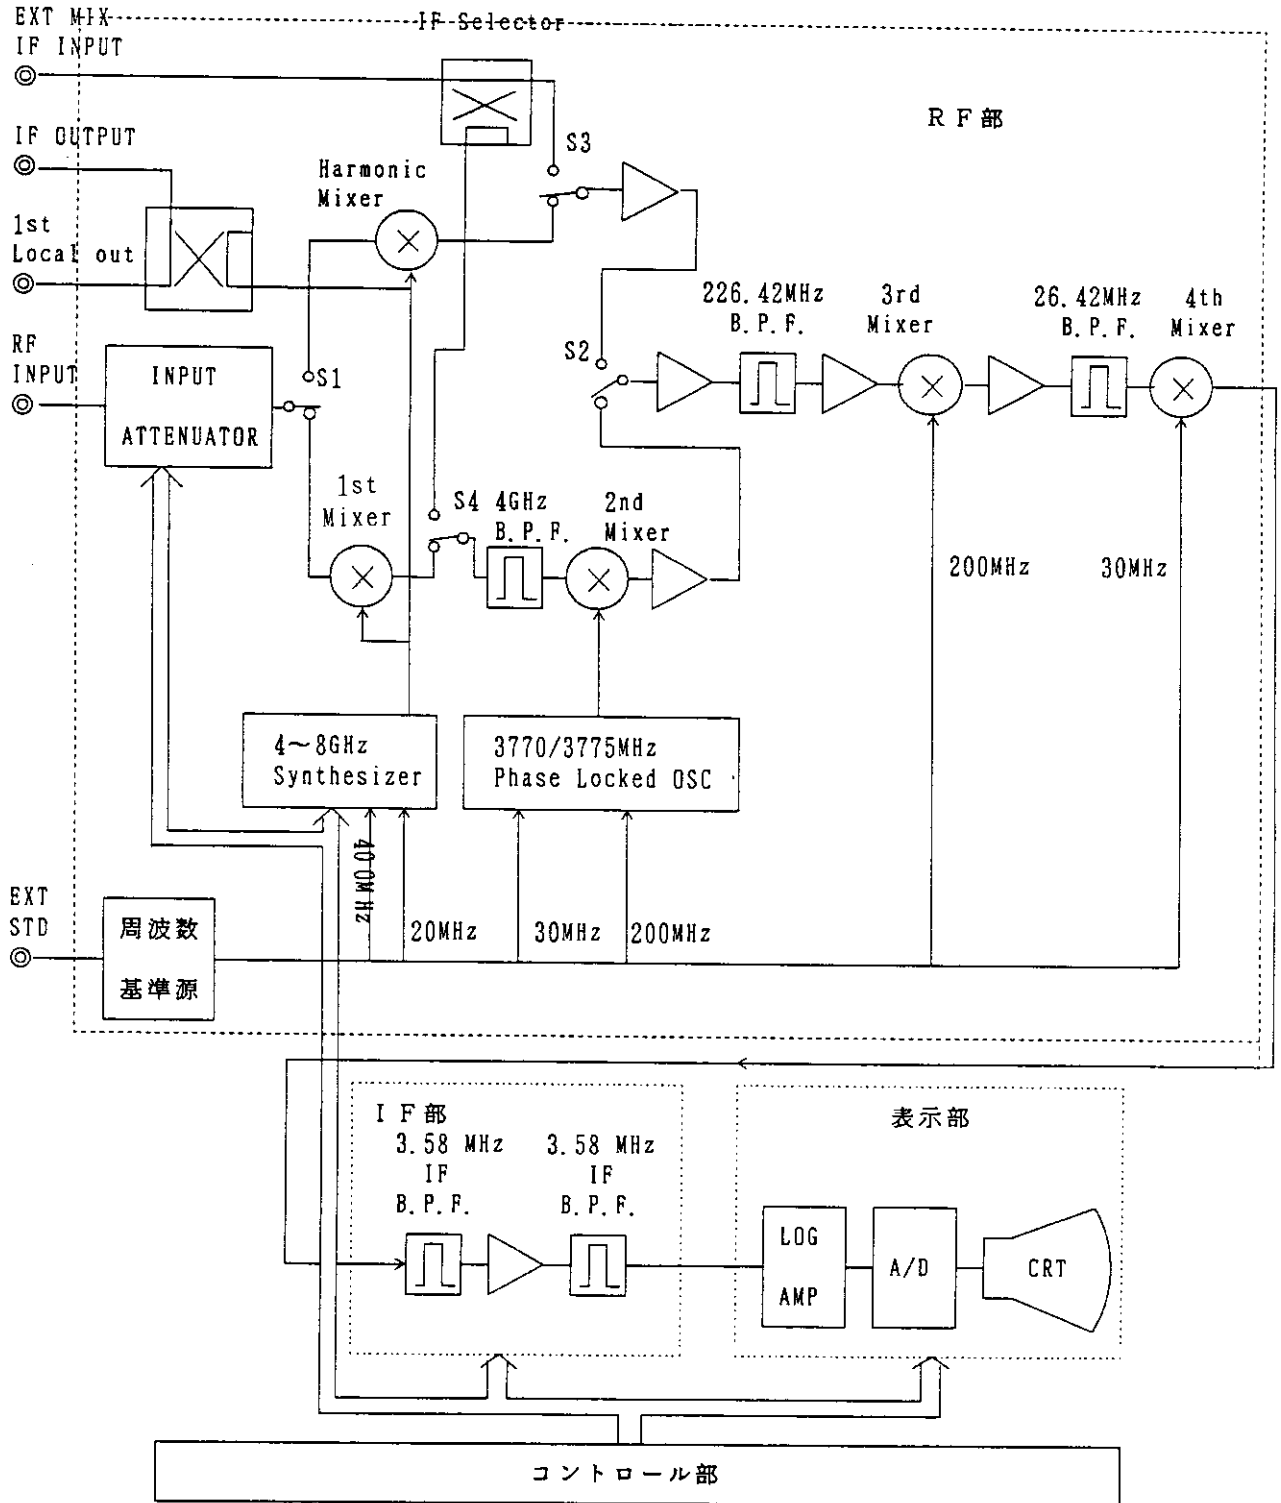 EXT MIX
IF INPUT
IF Selector
RF部
IF OUTPUT
S3
Harmonic
Mixer
1st
Local out
226.42MHz
B.P.F.
3rd
Mixer
26.42MHz
B.P.F.
4th
Mixer
RF
INPUT
INPUT
ATTENUATOR
S1
S2
1st
Mixer
S4
4GHz
B.P.F.
2nd
Mixer
200MHz
30MHz
4～8GHz
Synthesizer
3770/3775MHz
Phase Locked OSC
400MHz
20MHz
30MHz
200MHz
EXT
STD
周波数
基準源
IF部
3.58 MHz
IF
B.P.F.
3.58 MHz
IF
B.P.F.
表示部
LOG
AMP
A/D
CRT
コントロール部